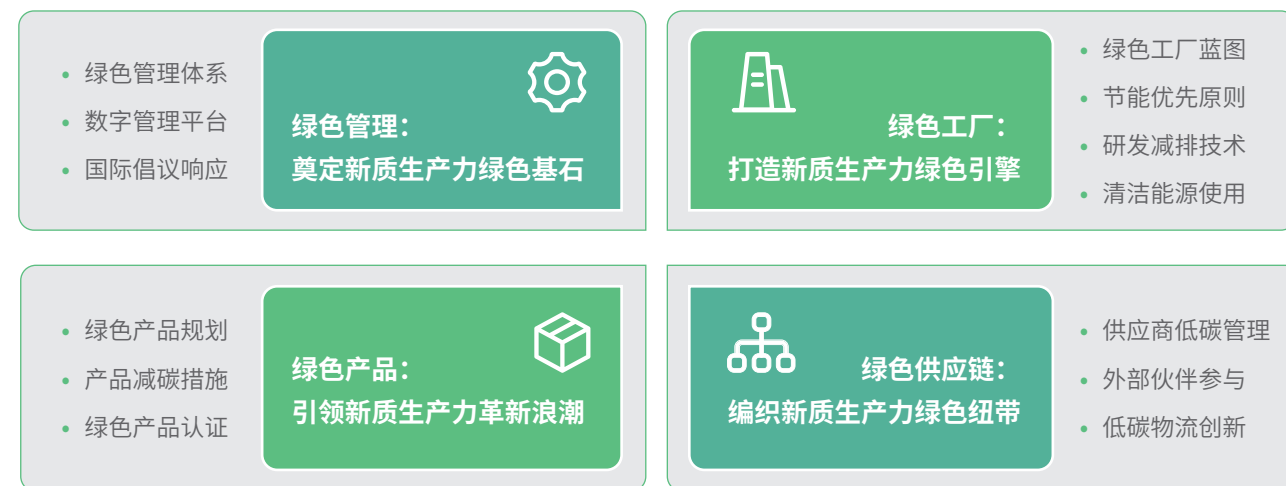 绿色管理体系
数字管理平台
国际倡议响应
绿色管理：
奠定新质生产力绿色基石
绿色工厂：
打造新质生产力绿色引擎
绿色工厂蓝图
节能优先原则
研发减排技术
清洁能源使用
绿色产品规划
产品减碳措施
绿色产品认证
绿色产品：
引领新质生产力革新浪潮
绿色供应链：
编织新质生产力绿色纽带
供应商低碳管理
外部伙伴参与
低碳物流创新